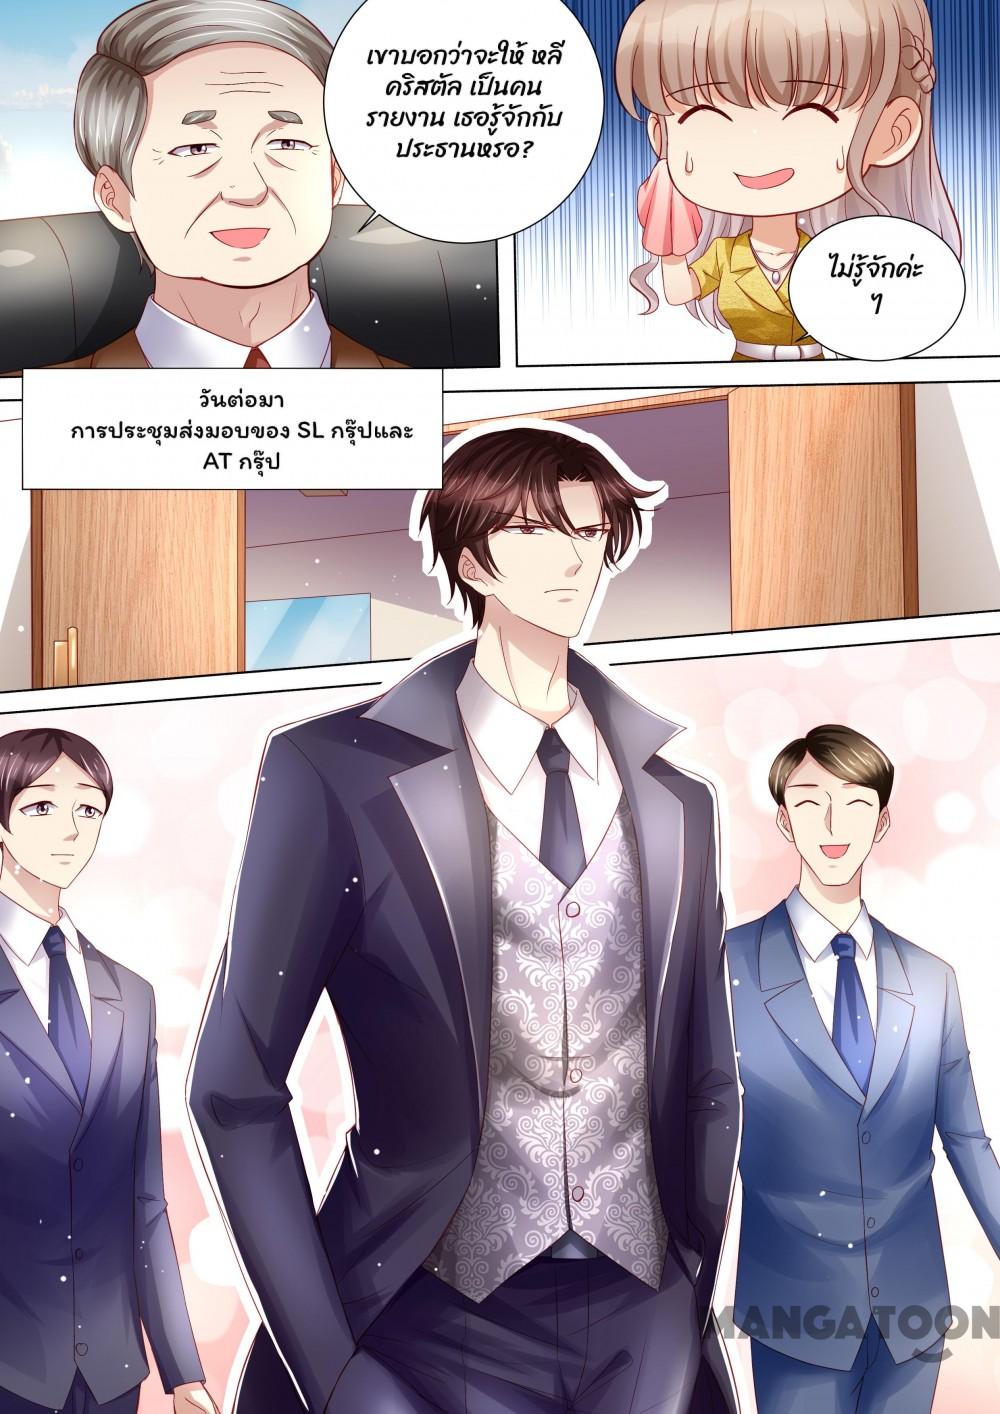 เขาบอกว่าจะให้ หลี
คริสตัล เป็นคน
รายงาน เธอรู้จักกับ
ประธานหรอ?
ไม่รู้จักค่ะ
ๆ
วันต่อมา
การประชุมส่งมอบของ SL กรุ๊ปและ
AT กรุ๊ป
MANGATOON